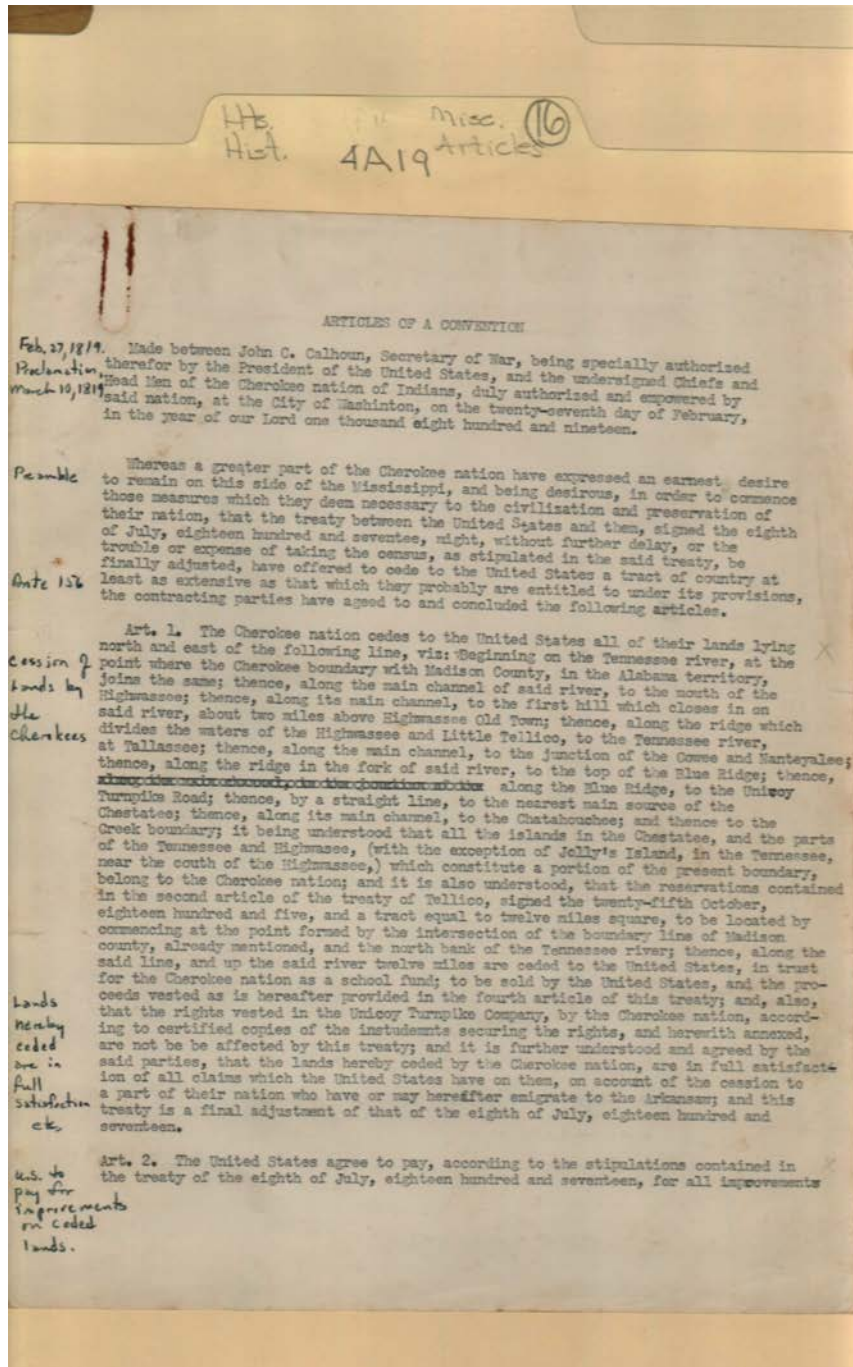 Hts.
Hist.
Misc.
Articles
16
4A19
ARTICLES OF A CONVENTION
Feb. 27, 1819.
Proclamation,
March 10, 1819
Made between John C. Calhoun, Secretary of War, being specially authorized
therefor by the President of the United States, and the undersigned Chiefs and
Head Men of the Cherokee nation of Indians, duly authorized and empowered by
said nation, at the City of Washinton, on the twenty-seventh day of February,
in the year of our Lord one thousand eight hundred and nineteen.
Peamble
Whereas a greater part of the Cherokee nation have expressed an earnest desire
to remain on this side of the Mississippi, and being desirous, in order to commence
those measures which they deem necessary to the civilization and preservation of
their nation, that the treaty between the United States and them, signed the eighth
of July, eighteen hundred and seventee, might, without further delay, or the
trouble or expense of taking the census, as stipulated in the said treaty, be
finally adjusted, have offered to cede to the United States a tract of country at
least as extensive as that which they probably are entitled to under its provisions,
the contracting parties have ageed to and concluded the following articles.
Ante 156
Art. 1. The Cherokee nation cedes to the United States all of their lands lying
north and east of the following line, viz: Beginning on the Tennessee river, at the
point where the Cherokee boundary with Madison County, in the Alabama territory,
joins the same; thence, along the main channel of said river, to the mouth of the
Highwassee; thence, along its main channel, to the first hill which closes in on
said river, about two miles above Highwassee Old Town; thence, along the ridge which
divides the waters of the Highwassee and Little Tellico, to the Tennessee river,
at Tallassee; thence, along the main channel, to the junction of the Cowee and Nanteyalee;
thence, along the ridge in the fork of said river, to the top of the Blue Ridge; thence,
along the main channel, to the junction of the along the Blue Ridge, to the Unicoy
Turnpike Road; thence, by a straight line, to the nearest main source of the
Chestatee; thence, along its main channel, to the Chatahouchee; and thence to the
Creek boundary; it being understood that all the islands in the Chestatee, and the parts
of the Tennessee and Highwasee, (with the exception of Jolly's Island, in the Tennessee,
near the couth of the Highwassee,) which constitute a portion of the present boundary,
belong to the Cherokee nation; and it is also understood, that the reservations contained
in the second article of the treaty of Tellico, signed the twenty-fifth October,
eighteen hundred and five, and a tract equal to twelve miles square, to be located by
commencing at the point formed by the intersection of the boundary line of Madison
county, already mentioned, and the north bank of the Tennessee river; thence, along the
said line, and up the said river twelve miles are ceded to the United States, in trust
for the Cherokee nation as a school fund; to be sold by the United States, and the pro-
ceeds vested as is hereafter provided in the fourth article of this treaty; and, also,
that the rights vested in the Unicoy Turnpike Company, by the Cherokee nation, accord-
ing to certified copies of the instudemnts securing the rights, and herewith annexed,
are not be be affected by this treaty; and it is further understood and agreed by the
said parties, that the lands hereby ceded by the Cherokee nation, are in full satisfact-
ion of all claims which the United States have on them, on account of the cession to
a part of their nation who have or may hereafter emigrate to the Arkansaw; and this
treaty is a final adjustment of that of the eighth of July, eighteen hundred and
seventeen.
cession of
lands by
the
cherokees
Lands
hereby
ceded
are in
full
satisfaction
etc.
Art. 2. The United States agree to pay, according to the stipulations contained in
the treaty of the eighth of July, eighteen hundred and seventeen, for all improvements
u.s. to
pay for
improvements
on ceded
lands.